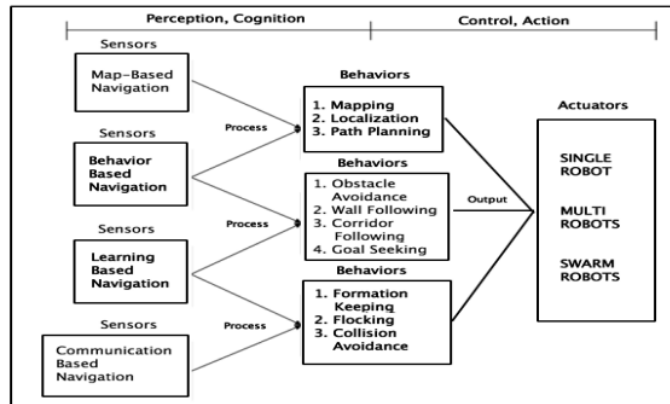 Perception, Cognition
Control, Action
Sensors
Map-Based
Navigation
Sensors
Behavior
Based
Navigation
Sensors
Learning
Based
Navigation
Sensors
Communication
Based
Navigation
Process
Process
Process
Behaviors
1. Mapping
2. Localization
3. Path Planning
Behaviors
1. Obstacle
Avoidance
2. Wall Following
3. Corridor
Following
4. Goal Seeking
Behaviors
1. Formation
Keeping
2. Flocking
3. Collision
Avoidance
Output
Actuators
SINGLE
ROBOT
MULTI
ROBOTS
SWARM
ROBOTS